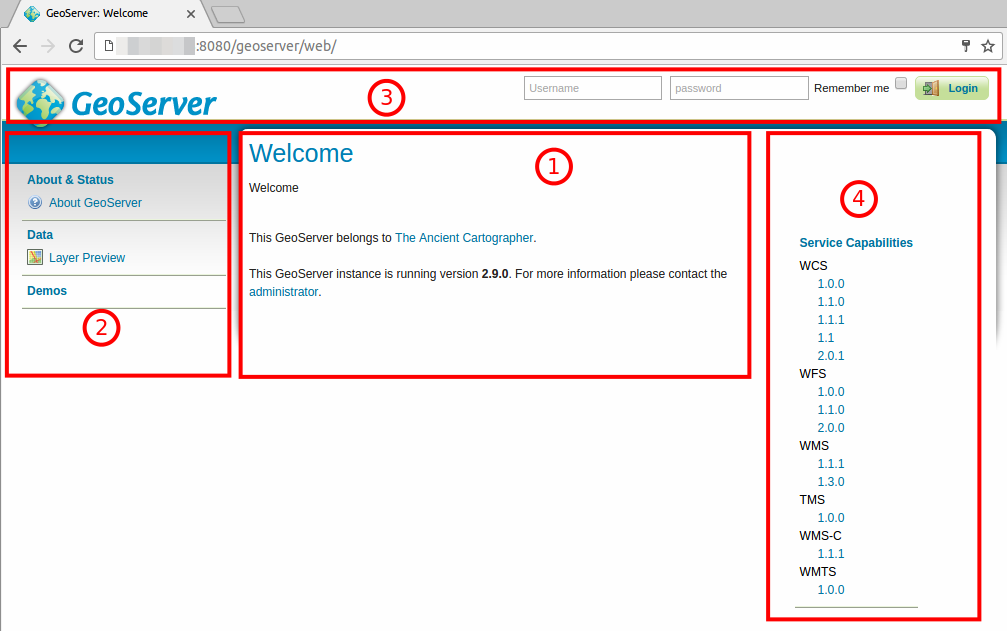 GeoServer: Welcome
:8080/geoserver/web/
GeoServer
Username
password
Remember me
Login
3
2
About & Status
About GeoServer
Data
Layer Preview
Demos
1
Welcome
Welcome
This GeoServer belongs to The Ancient Cartographer.
This GeoServer instance is running version 2.9.0. For more information please contact the
administrator.
4
Service Capabilities
WCS
1.0.0
1.1.0
1.1.1
1.1
2.0.1
WFS
1.0.0
1.1.0
2.0.0
WMS
1.1.1
1.3.0
TMS
1.0.0
WMS-C
1.1.1
WMTS
1.0.0